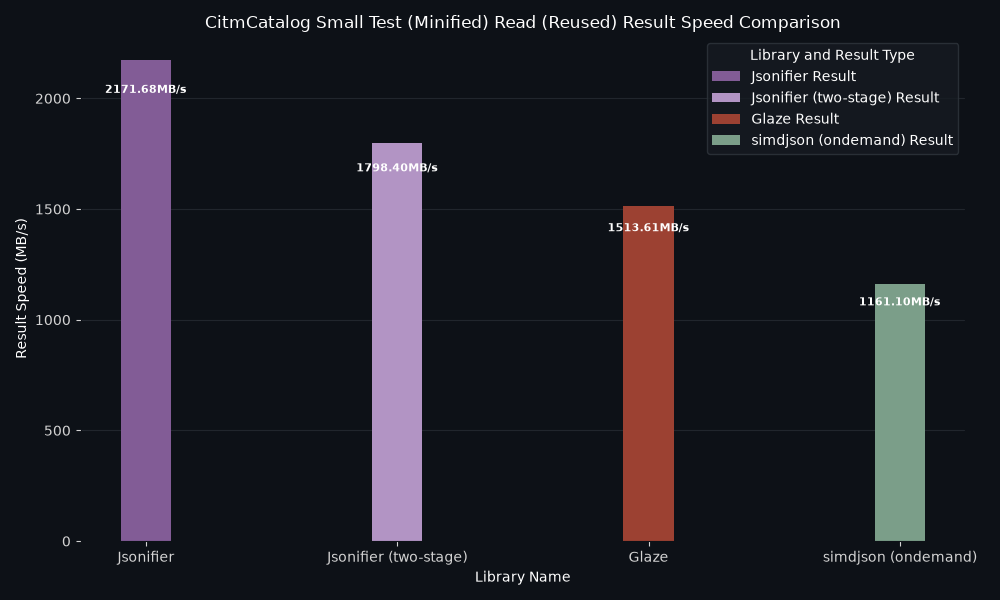 CitmCatalog Small Test (Minified) Read (Reused) Result Speed Comparison
Library and Result Type
Jsonifier Result
Jsonifier (two-stage) Result
Glaze Result
simdjson (ondemand) Result
2171.68MB/s
1798.40MB/s
1513.61MB/s
1161.10MB/s
Result Speed (MB/s)
2000
1500
1000
500
0
Jsonifier
Jsonifier (two-stage)
Glaze
simdjson (ondemand)
Library Name